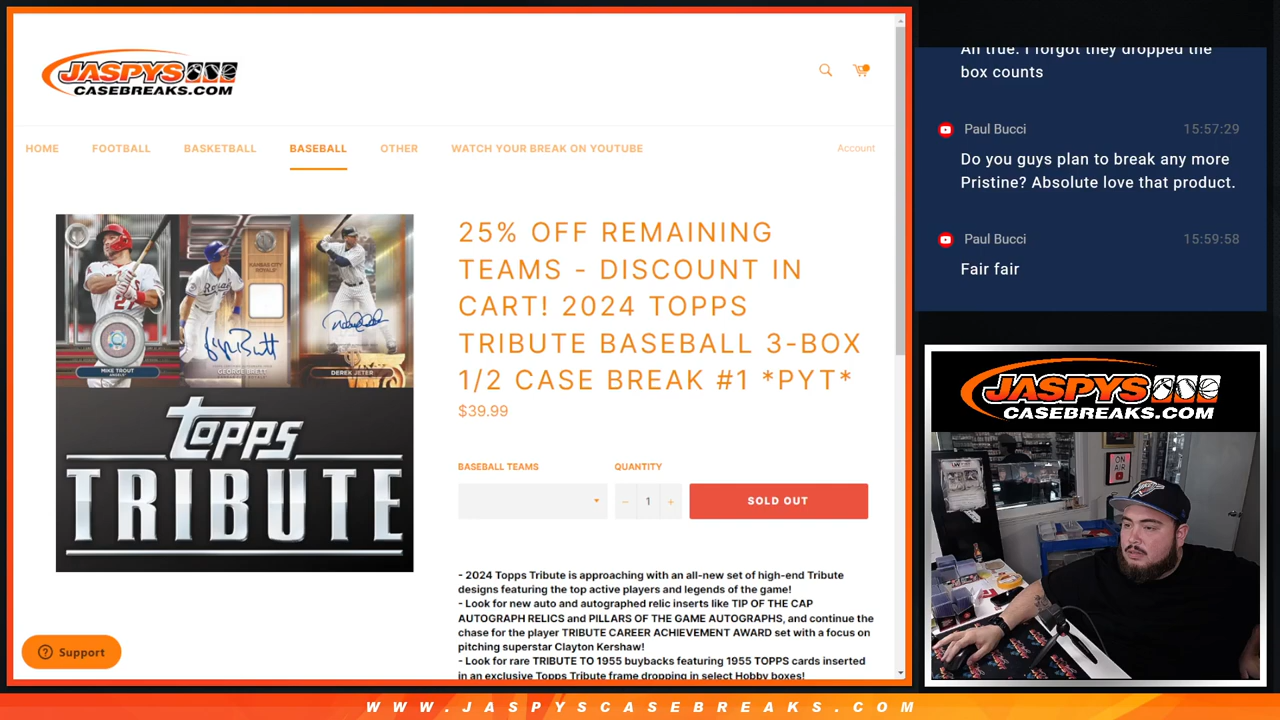 JASPYS
CASEBREAKS.COM
HOME FOOTBALL BASKETBALL BASEBALL OTHER WATCH YOUR BREAK ON YOUTUBE Account
MIKE TROUT
ANGELS
KANSAS CITY
ROYALS
GEORGE BRETT
DEREK JETER
topps
TRIBUTE
25% OFF REMAINING
TEAMS - DISCOUNT IN
CART! 2024 TOPPS
TRIBUTE BASEBALL 3-BOX
1/2 CASE BREAK #1 *PYT*
$39.99
BASEBALL TEAMS QUANTITY
− 1 + SOLD OUT
- 2024 Topps Tribute is approaching with an all-new set of high-end Tribute
designs featuring the top active players and legends of the game!
- Look for new auto and autographed relic inserts like TIP OF THE CAP
AUTOGRAPH RELICS and PILLARS OF THE GAME AUTOGRAPHS, and continue the
chase for the player TRIBUTE CAREER ACHIEVEMENT AWARD set with a focus on
pitching superstar Clayton Kershaw!
- Look for rare TRIBUTE TO 1955 buybacks featuring 1955 TOPPS cards inserted
in an exclusive Topps Tribute frame dropping in select Hobby boxes!
Support
Ah true. I forgot they dropped the
box counts
Paul Bucci 15:57:29
Do you guys plan to break any more
Pristine? Absolute love that product.
Paul Bucci 15:59:58
Fair fair
JASPYS
CASEBREAKS.COM
ON
AIR
WWW.JASPYSCASEBREAKS.COM